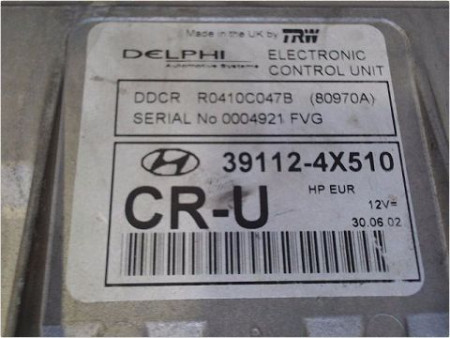 Made in the UK by TRW
DELPHI
Automotive Systems
ELECTRONIC
CONTROL UNIT
DDCR R0410C047B (80970A)
SERIAL No 0004921 FVG
39112-4X510
HP EUR
CR-U
12V=
30.06.02